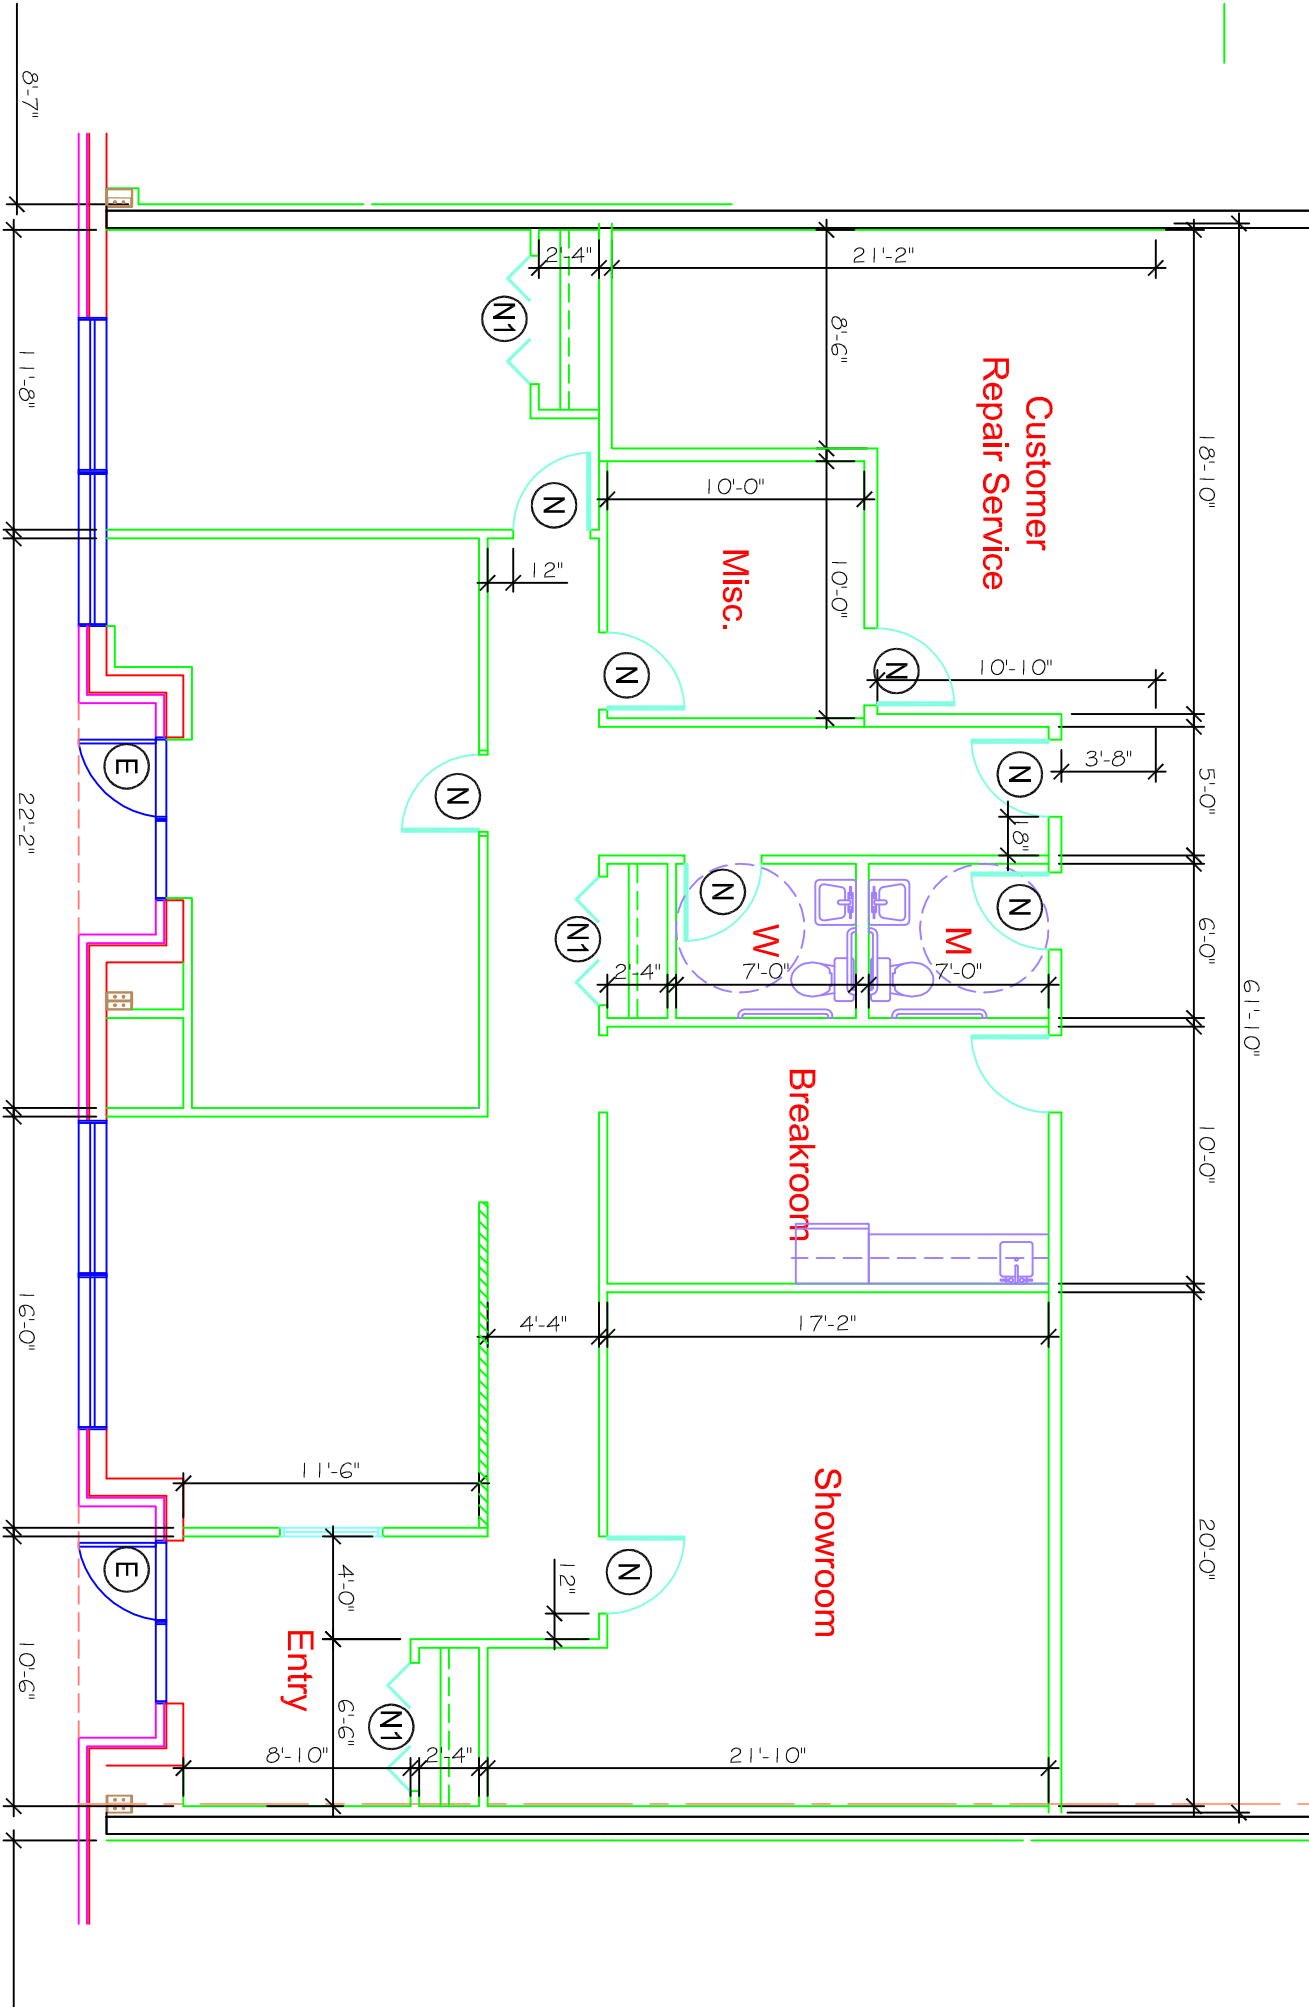 61'-10"
18'-10"
5'-0"
6'-0"
10'-0"
20'-0"
3'-8"
Customer
Repair Service
10'-10"
N
18"
N
M
7'-0"
N
21'-2"
8'-6"
10'-0"
17'-2"
Showroom
Breakroom
W
7'-0"
21'-10"
Misc.
10'-0"
N
2'-4"
N
N
2'-4"
N1
N
12"
N1
4'-4"
12"
N1
N
2'-4"
N1
4'-0"
6'-6"
11'-6"
Entry
8'-10"
E
E
8'-7"
11'-8"
22'-2"
16'-0"
10'-6"